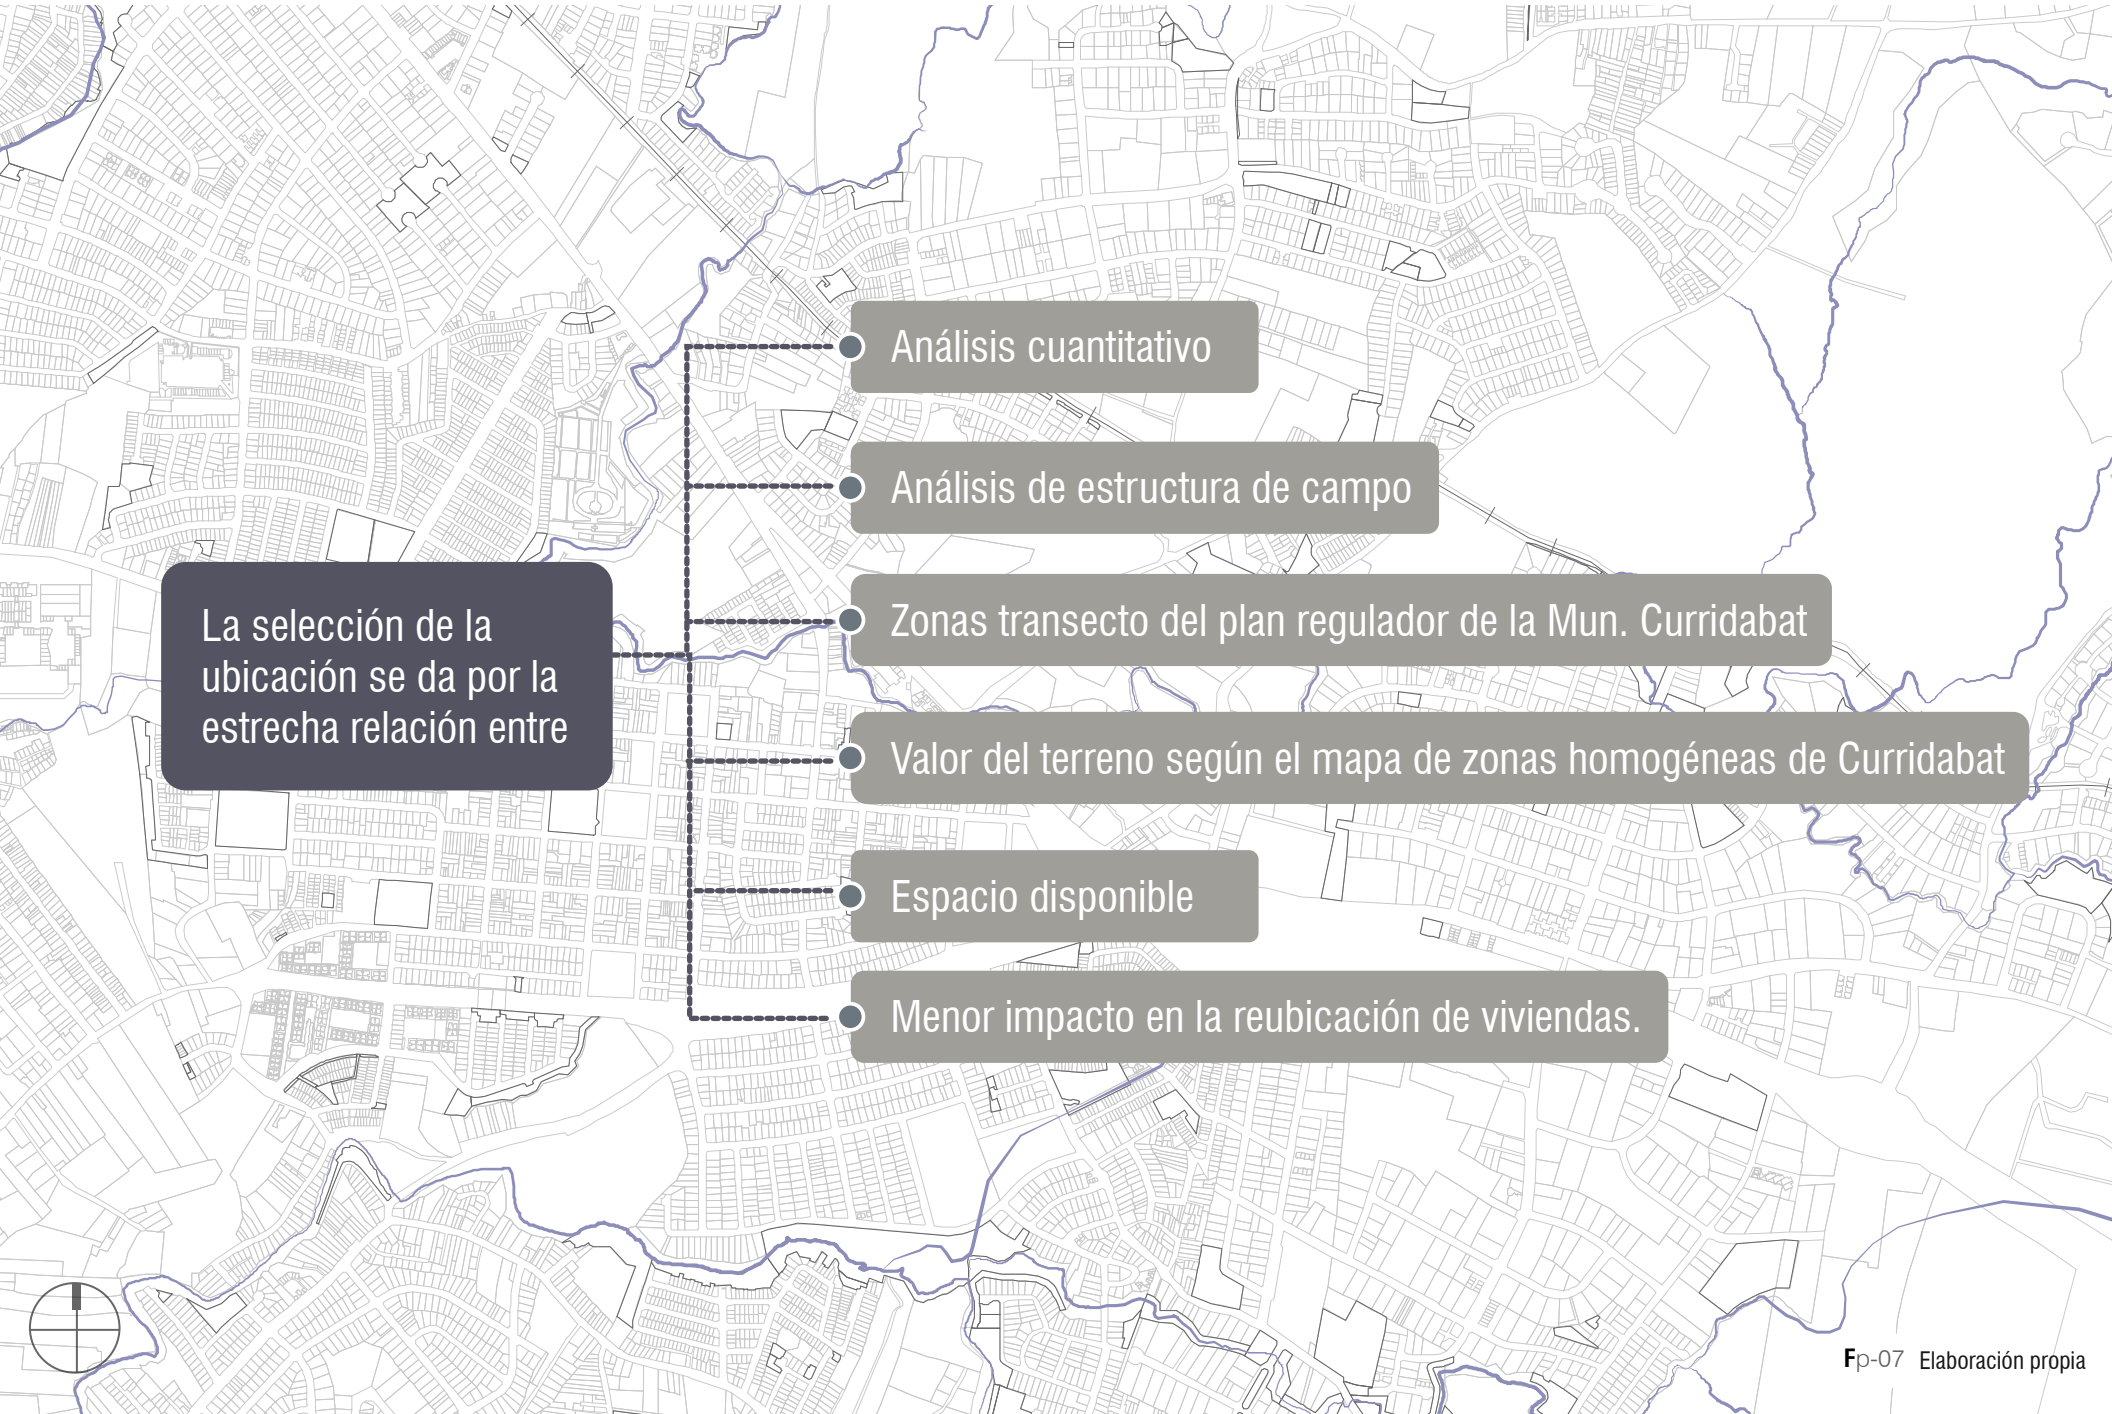 Análisis cuantitativo
Análisis de estructura de campo
La selección de la
ubicación se da por la
estrecha relación entre
Zonas transecto del plan regulador de la Mun. Curridabat
Valor del terreno según el mapa de zonas homogéneas de Curridabat
Espacio disponible
Menor impacto en la reubicación de viviendas.
Fp-07 Elaboración propia